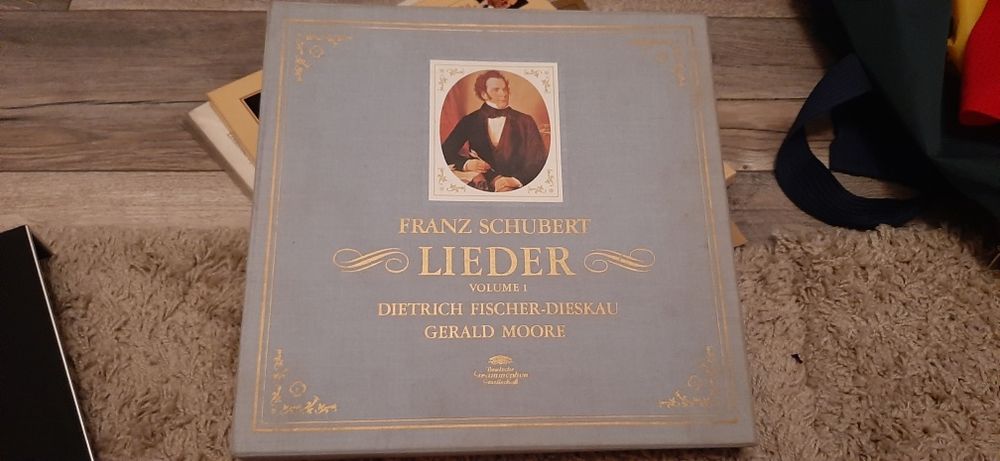 FRANZ SCHUBERT
LIEDER
VOLUME 1
DIETRICH FISCHER-DIESKAU
GERALD MOORE
Deutsche
Grammophon
Gesellschaft